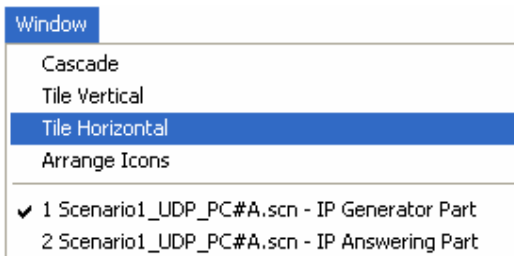 Window
Cascade
Tile Vertical
Tile Horizontal
Arrange Icons
1 Scenario1_UDP_PC#A.scn - IP Generator Part
2 Scenario1_UDP_PC#A.scn - IP Answering Part